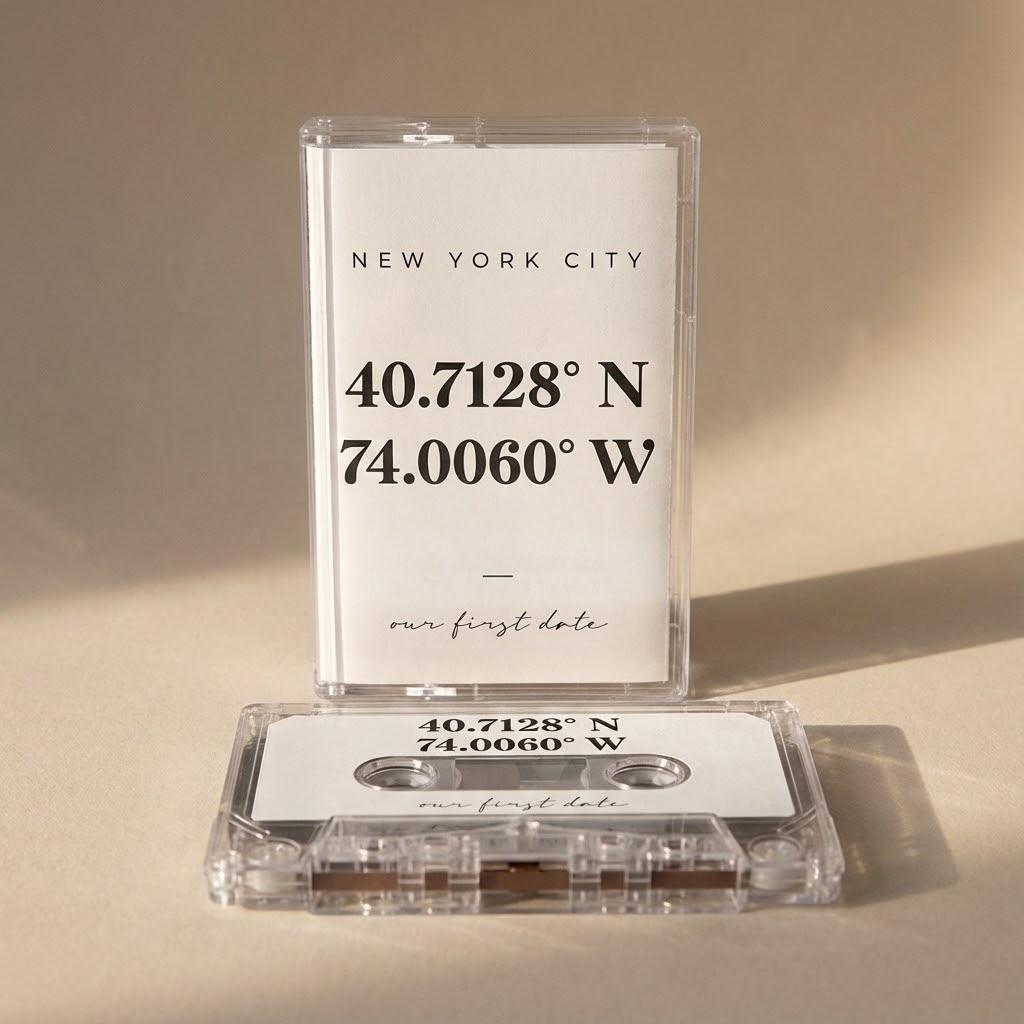 NEW YORK CITY
40.7128° N
74.0060° W
—
our first date
40.7128° N
74.0060° W
our first date